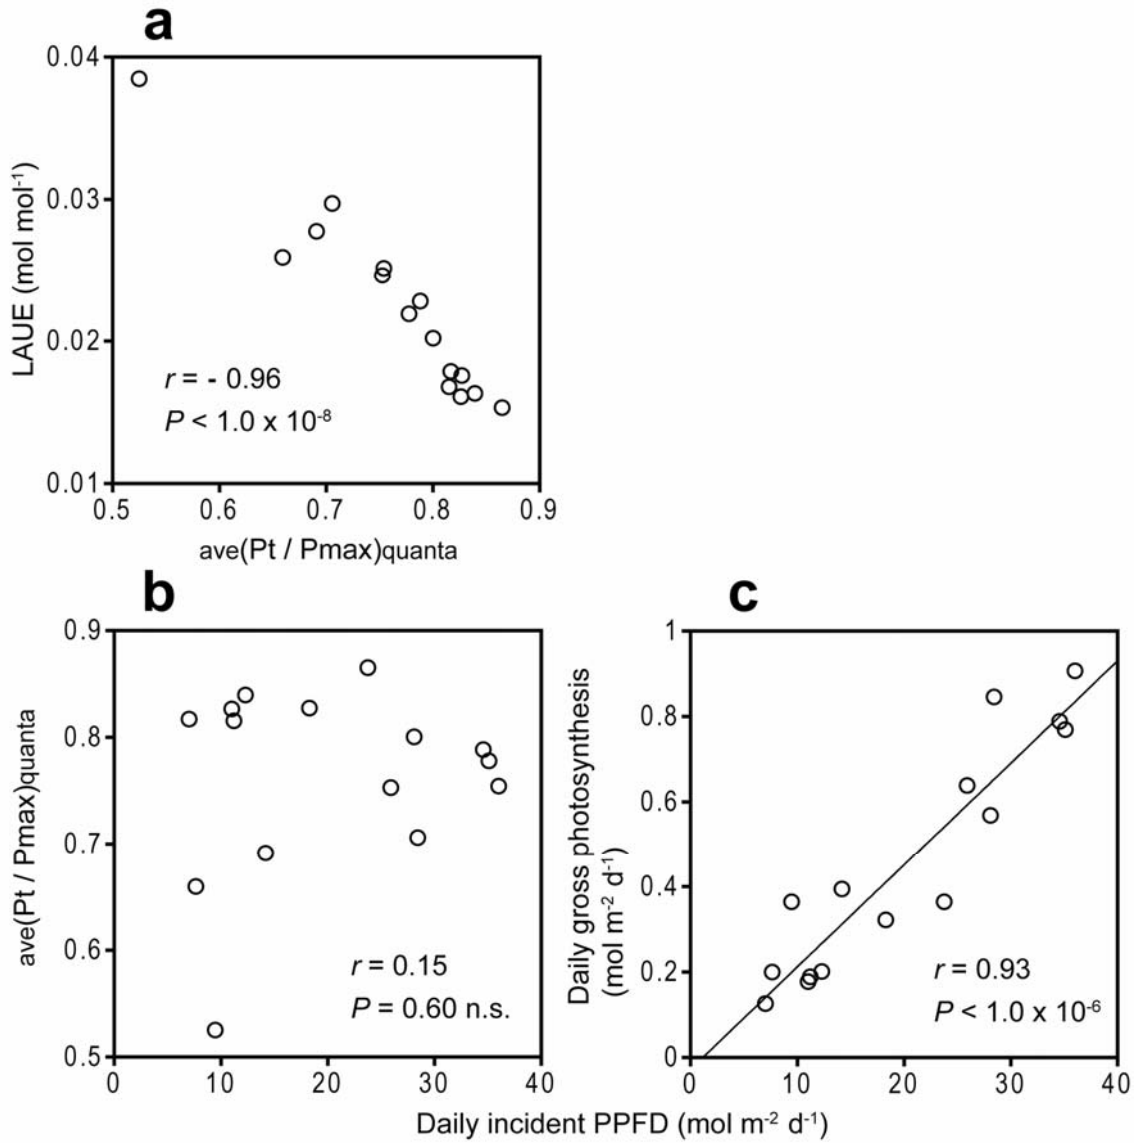 a
0.04
0.03
0.02
0.01
LAUE (mol mol-1)
r = - 0.96
P < 1.0 x 10-8
0.5 0.6 0.7 0.8 0.9
ave(Pt / Pmax)quanta
b
0.9
0.8
0.7
0.6
0.5
ave(Pt / Pmax)quanta
r = 0.15
P = 0.60 n.s.
0 10 20 30 40
c
1
0.8
0.6
0.4
0.2
0
Daily gross photosynthesis
(mol m-2 d-1)
r = 0.93
P < 1.0 x 10-6
0 10 20 30 40
Daily incident PPFD (mol m-2 d-1)